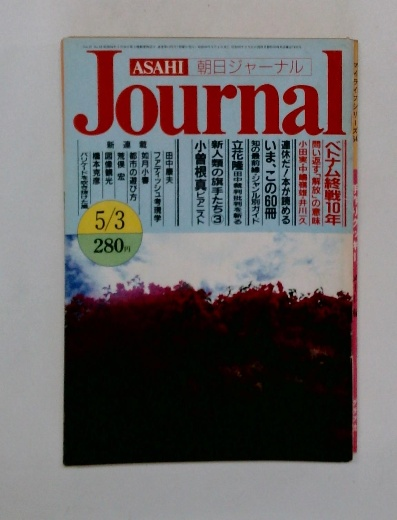 ASAHI 朝日ジャーナル
Journal
ベトナム終戦10年
問い返す、「解放」の意味
小田実・中嶋嶺雄・井川一久
連休だ!本が読める
いま、この60冊
知の最前線・ジャンル別ガイド
立花隆
新人類の旗手たち③
小曽根真 ピアニスト
新連載
田中康夫
ファディッシュ考現学
如月小春
都市の遊び方
荒俣宏
図像観光
橋本克彦
5/3
280円